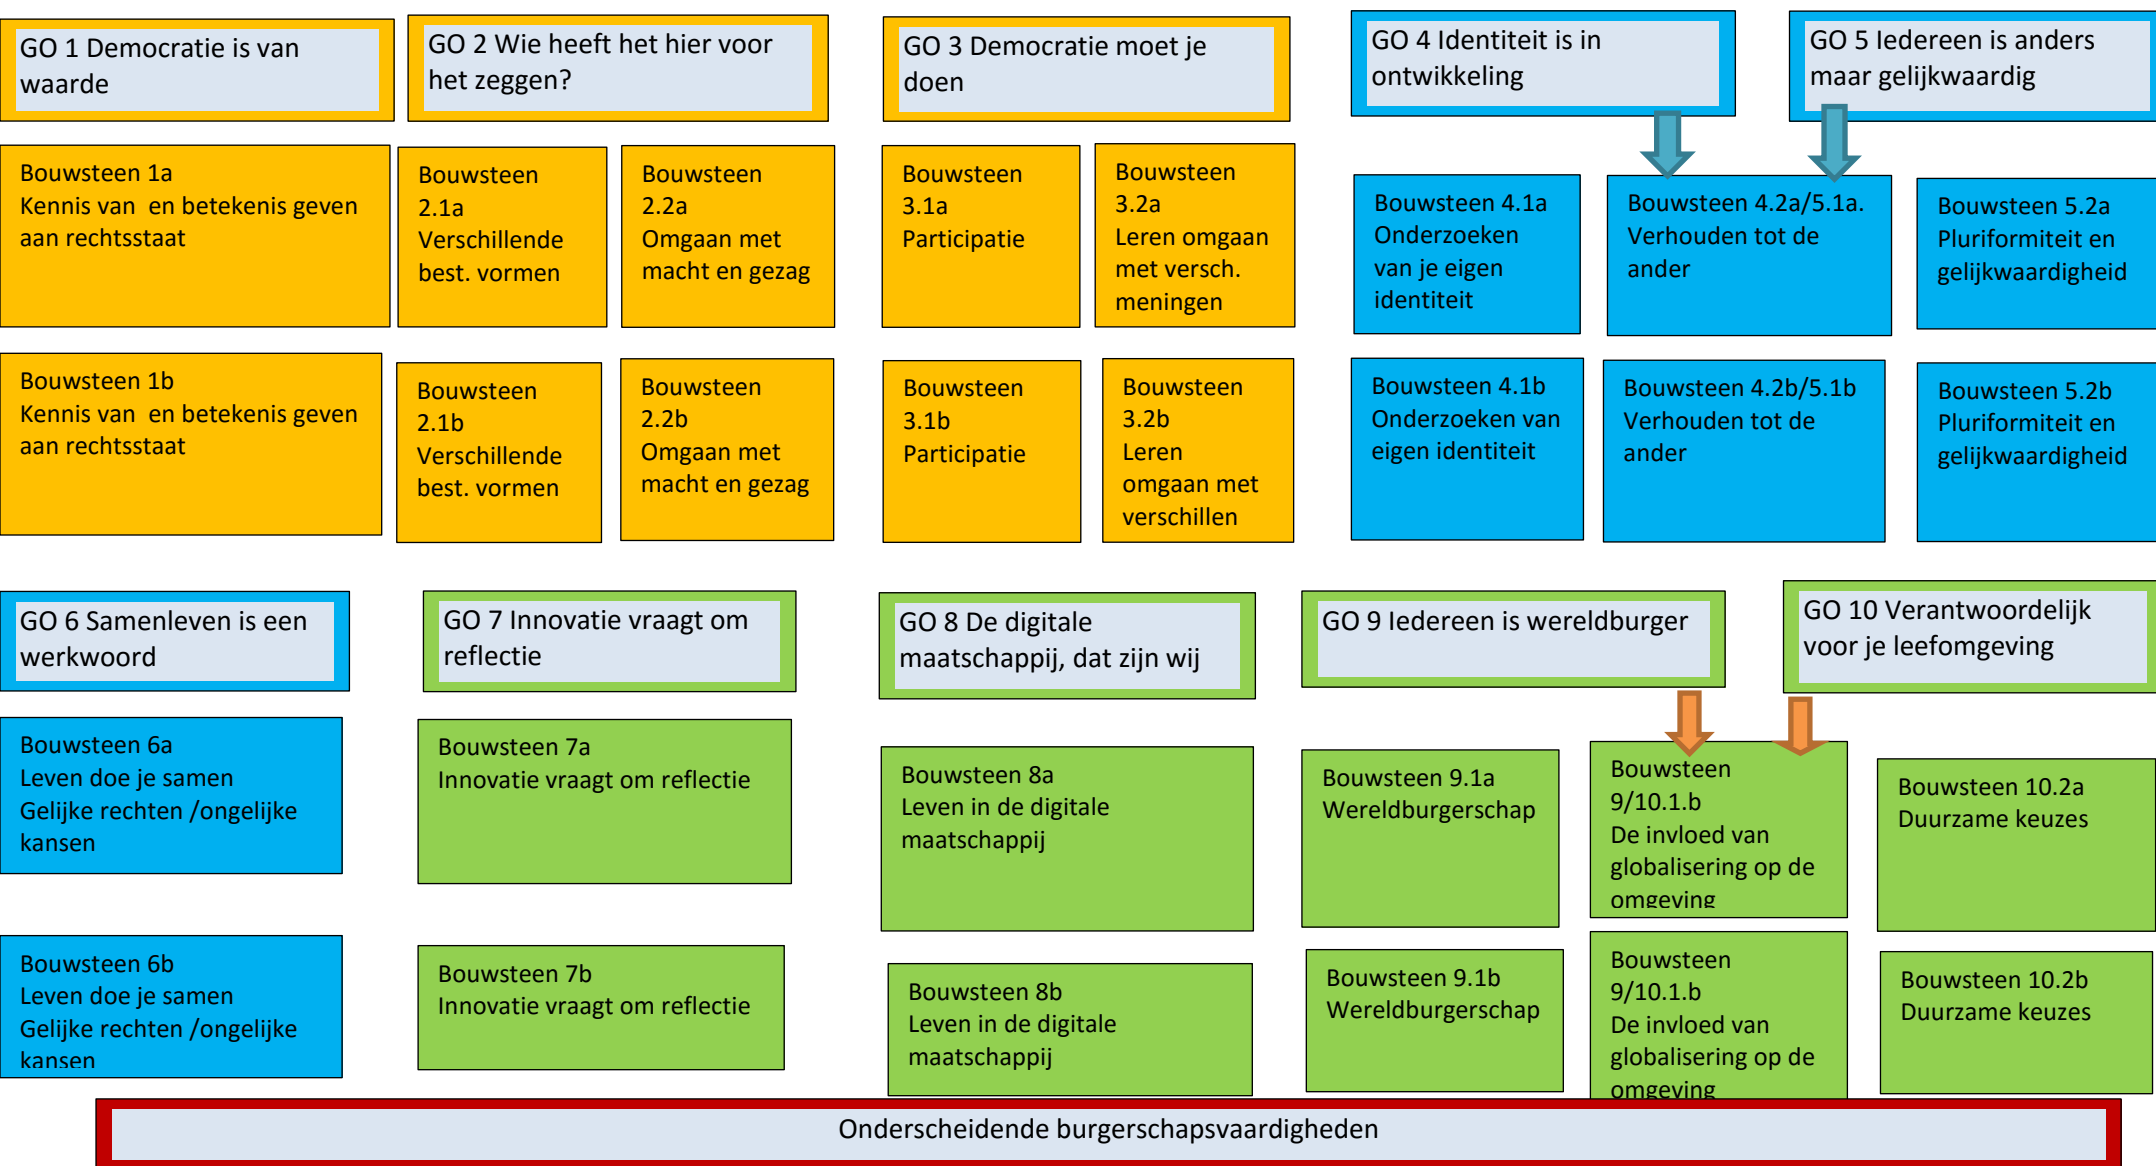 GO 1 Democratie is van
waarde
GO 2 Wie heeft het hier voor
het zeggen?
GO 3 Democratie moet je
doen
GO 4 Identiteit is in
ontwikkeling
GO 5 Iedereen is anders
maar gelijkwaardig
Bouwsteen 1a
Kennis van  en betekenis geven
aan rechtsstaat
Bouwsteen
2.1a
Verschillende
best. vormen
Bouwsteen
2.2a
Omgaan met
macht en gezag
Bouwsteen
3.1a
Participatie
Bouwsteen
3.2a
Leren omgaan
met versch.
meningen
Bouwsteen 4.1a
Onderzoeken
van je eigen
identiteit
Bouwsteen 4.2a/5.1a.
Verhouden tot de
ander
Bouwsteen 5.2a
Pluriformiteit en
gelijkwaardigheid
Bouwsteen 1b
Kennis van  en betekenis geven
aan rechtsstaat
Bouwsteen
2.1b
Verschillende
best. vormen
Bouwsteen
2.2b
Omgaan met
macht en gezag
Bouwsteen
3.1b
Participatie
Bouwsteen
3.2b
Leren
omgaan met
verschillen
Bouwsteen 4.1b
Onderzoeken van
eigen identiteit
Bouwsteen 4.2b/5.1b
Verhouden tot de
ander
Bouwsteen 5.2b
Pluriformiteit en
gelijkwaardigheid
GO 6 Samenleven is een
werkwoord
GO 7 Innovatie vraagt om
reflectie
GO 8 De digitale
maatschappij, dat zijn wij
GO 9 Iedereen is wereldburger
GO 10 Verantwoordelijk
voor je leefomgeving
Bouwsteen 6a
Leven doe je samen
Gelijke rechten /ongelijke
kansen
Bouwsteen 7a
Innovatie vraagt om reflectie
Bouwsteen 8a
Leven in de digitale
maatschappij
Bouwsteen 9.1a
Wereldburgerschap
Bouwsteen
9/10.1.b
De invloed van
globalisering op de
omgeving
Bouwsteen 10.2a
Duurzame keuzes
Bouwsteen 6b
Leven doe je samen
Gelijke rechten /ongelijke
kansen
Bouwsteen 7b
Innovatie vraagt om reflectie
Bouwsteen 8b
Leven in de digitale
maatschappij
Bouwsteen 9.1b
Wereldburgerschap
Bouwsteen
9/10.1.b
De invloed van
globalisering op de
omgeving
Bouwsteen 10.2b
Duurzame keuzes
Onderscheidende burgerschapsvaardigheden